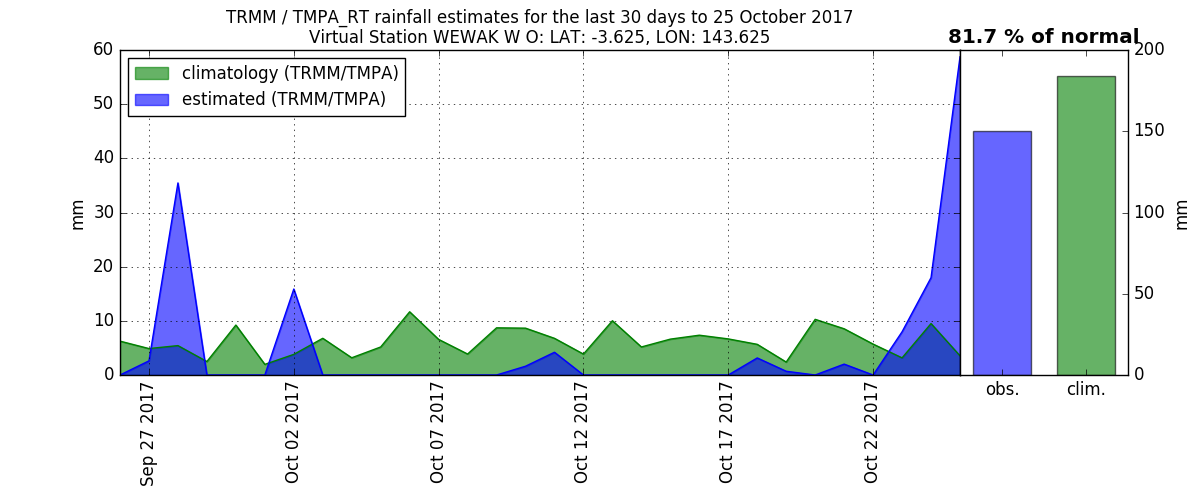 TRMM / TMPA_RT rainfall estimates for the last 30 days to 25 October 2017
Virtual Station WEWAK W O: LAT: -3.625, LON: 143.625
81.7 % of normal
climatology (TRMM/TMPA)
estimated (TRMM/TMPA)
60
50
40
30
20
10
0
mm
Sep 27 2017
Oct 02 2017
Oct 07 2017
Oct 12 2017
Oct 17 2017
Oct 22 2017
obs.
clim.
200
150
100
50
0
mm